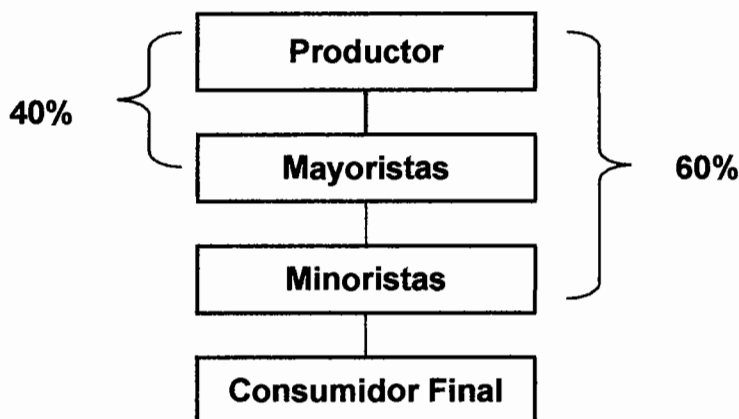 Productor
40%
Mayoristas
60%
Minoristas
Consumidor Final